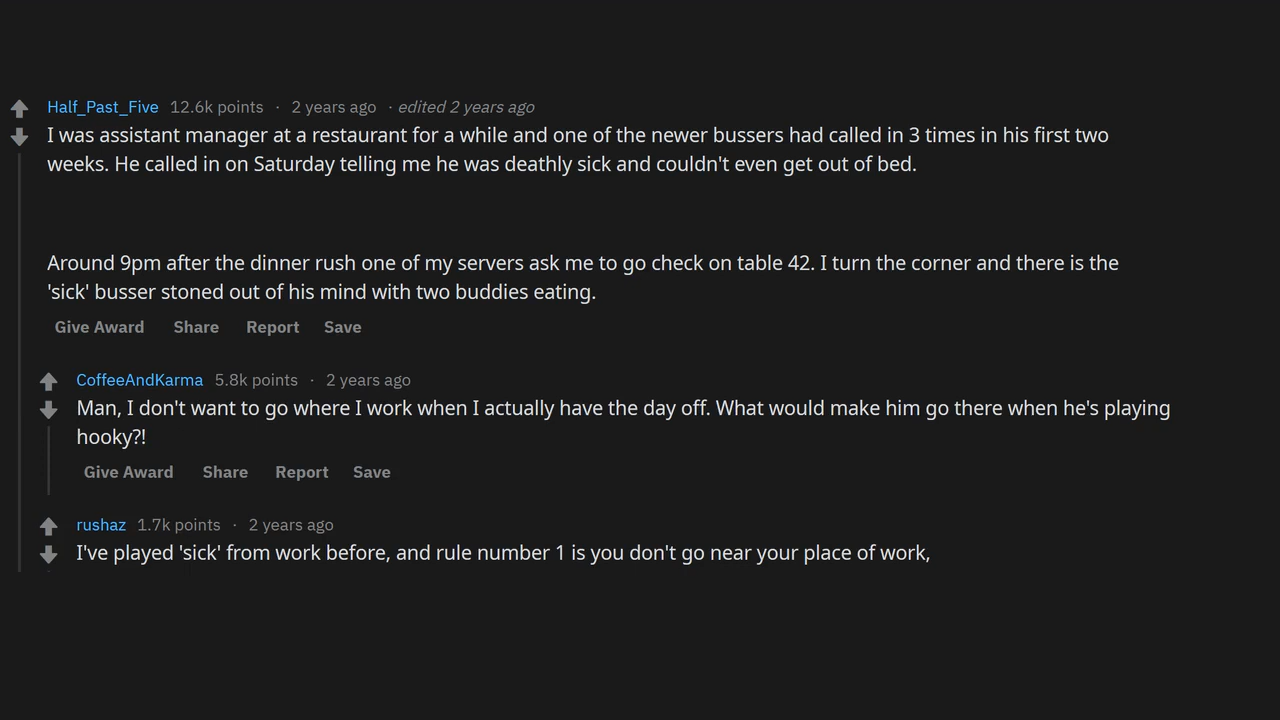 Half_Past_Five 12.6k points · 2 years ago · edited 2 years ago
I was assistant manager at a restaurant for a while and one of the newer bussers had called in 3 times in his first two
weeks. He called in on Saturday telling me he was deathly sick and couldn't even get out of bed.
Around 9pm after the dinner rush one of my servers ask me to go check on table 42. I turn the corner and there is the
'sick' busser stoned out of his mind with two buddies eating.
Give Award Share Report Save
CoffeeAndKarma 5.8k points · 2 years ago
Man, I don't want to go where I work when I actually have the day off. What would make him go there when he's playing
hooky?!
Give Award Share Report Save
rushaz 1.7k points · 2 years ago
I've played 'sick' from work before, and rule number 1 is you don't go near your place of work,